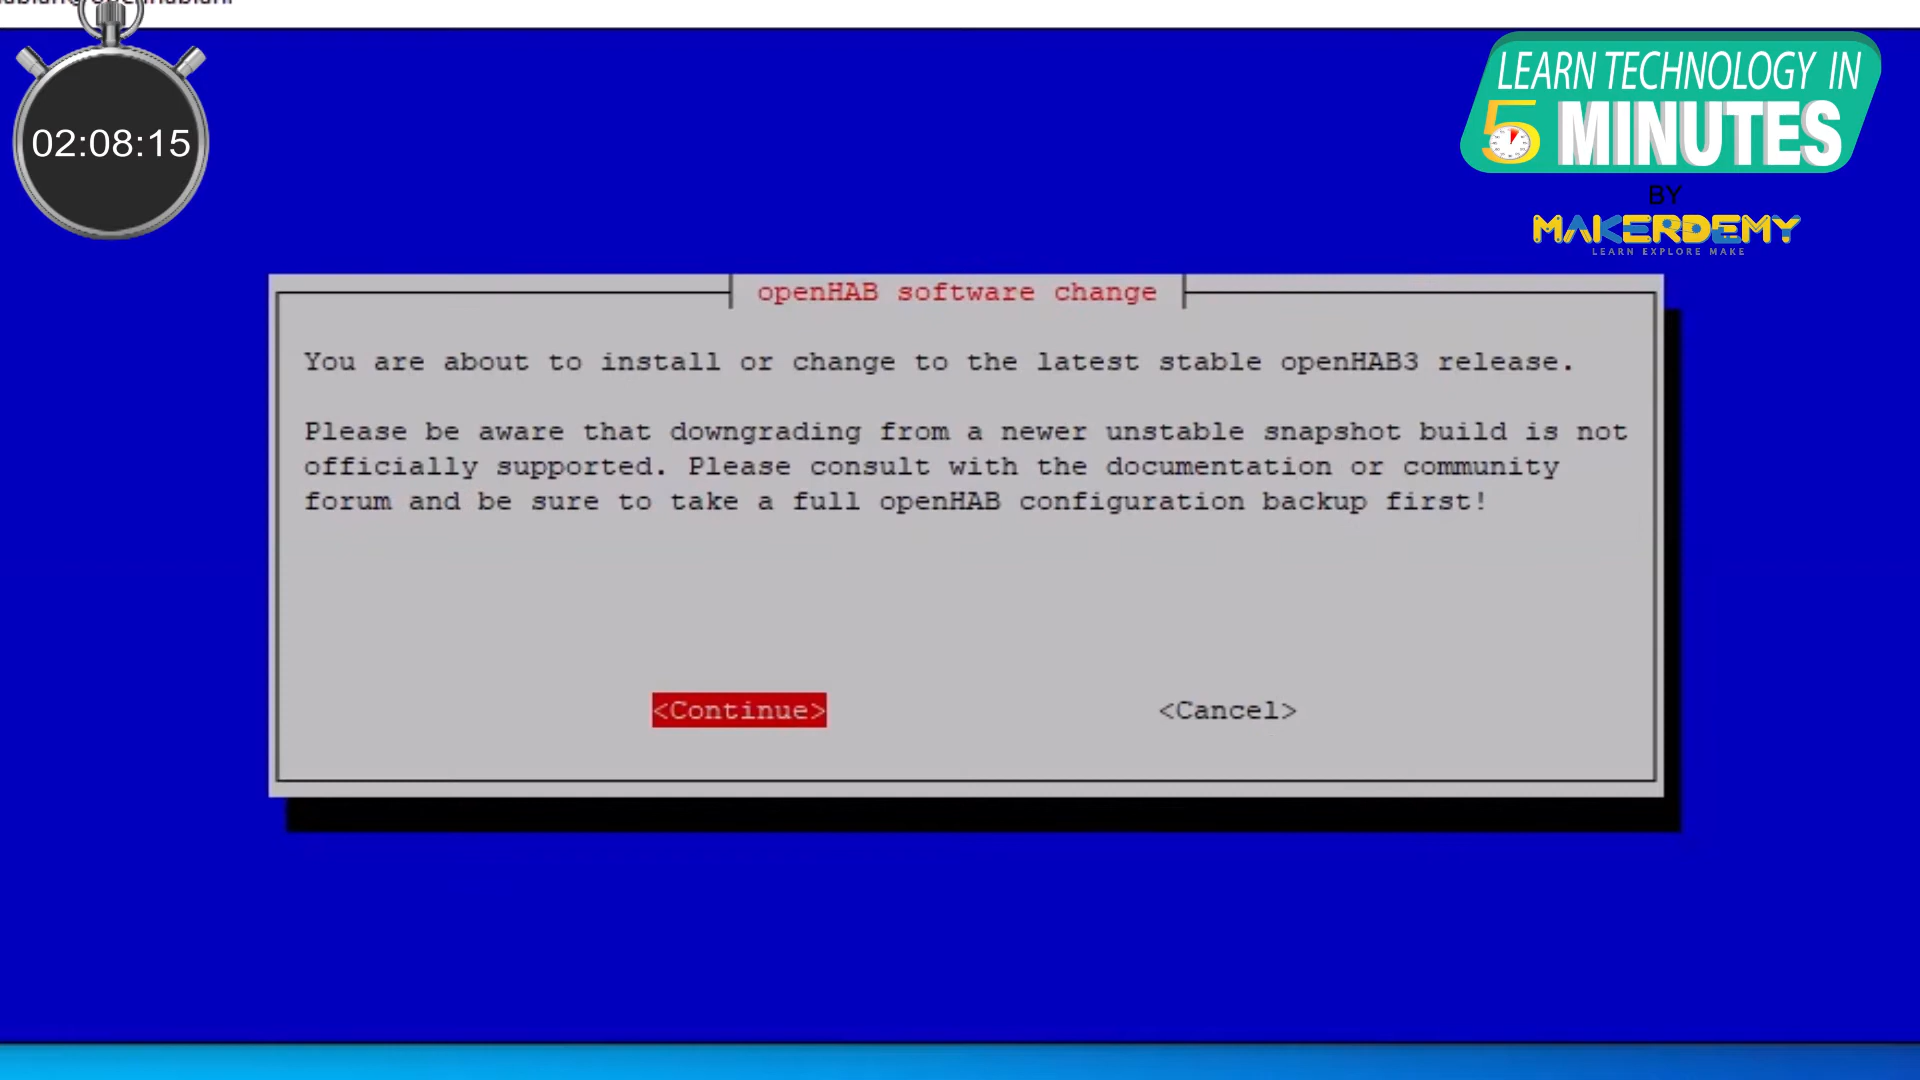 02:08:15
LEARN TECHNOLOGY IN
5 MINUTES
BY
MAKERDEMY
LEARN EXPLORE MAKE
openHAB software change
You are about to install or change to the latest stable openHAB3 release.
Please be aware that downgrading from a newer unstable snapshot build is not
officially supported. Please consult with the documentation or community
forum and be sure to take a full openHAB configuration backup first!
<Continue> <Cancel>